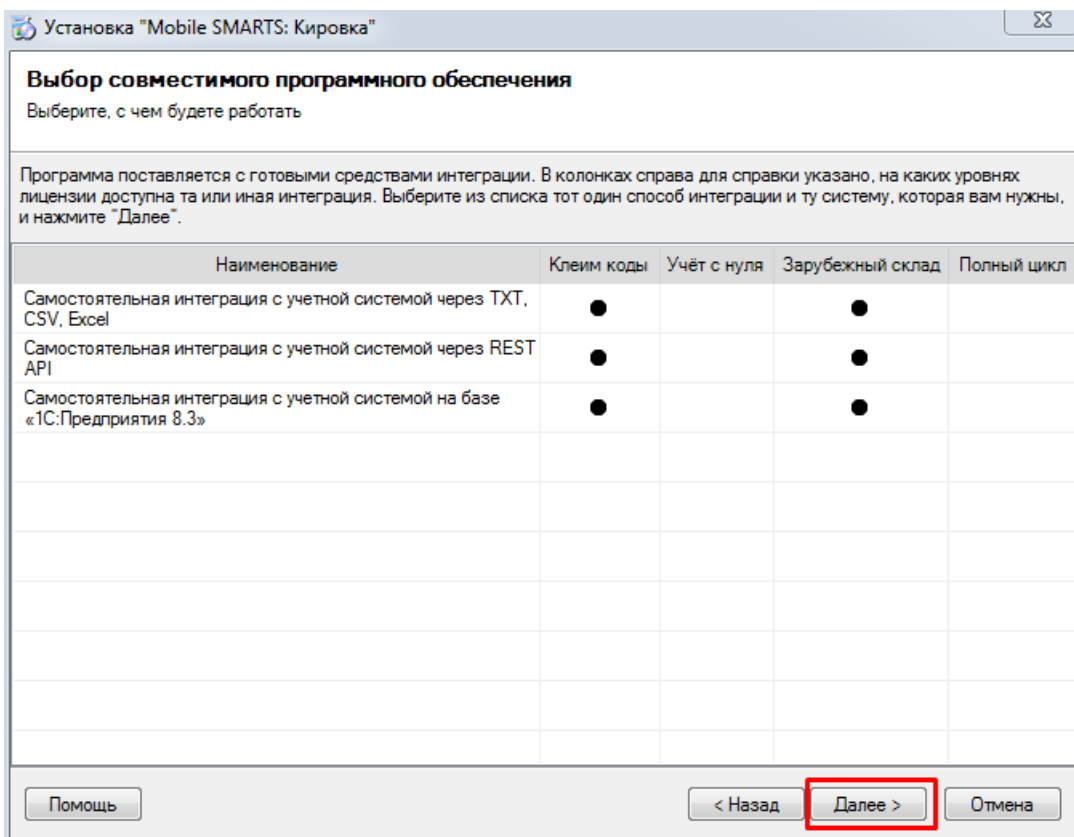 Установка "Mobile SMARTS: Кировка"
Выбор совместимого программного обеспечения
Выберите, с чем будете работать
Программа поставляется с готовыми средствами интеграции. В колонках справа для справки указано, на каких уровнях
лицензии доступна та или иная интеграция. Выберите из списка тот один способ интеграции и ту систему, которая вам нужны,
и нажмите "Далее".
Наименование Клеим коды Учёт с нуля Зарубежный склад Полный цикл
Самостоятельная интеграция с учетной системой через TXT,
CSV, Excel
Самостоятельная интеграция с учетной системой через REST
API
Самостоятельная интеграция с учетной системой на базе
«1С:Предприятия 8.3»
Помощь < Назад Далее > Отмена